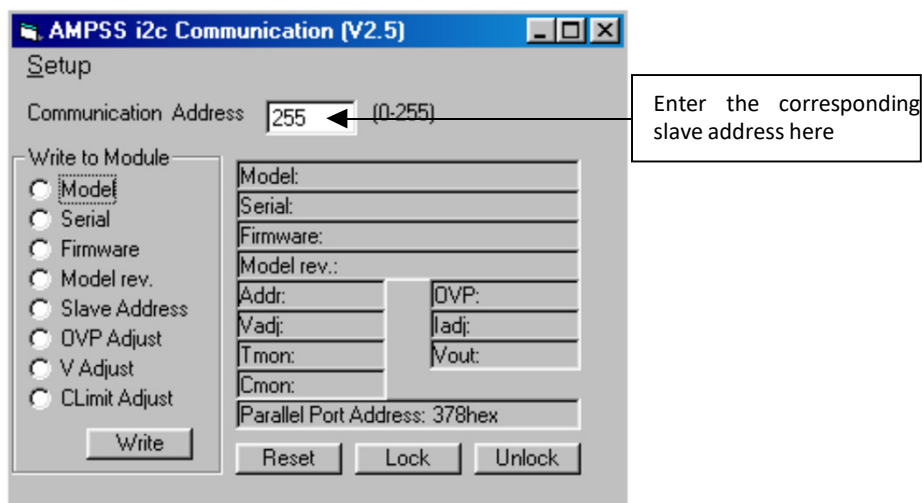 AMPSS i2c Communication (V2.5)
Setup
Communication Address 255 (0-255)
Enter the corresponding
slave address here
Write to Module
Model
Serial
Firmware
Model rev.
Slave Address
OVP Adjust
V Adjust
CLimit Adjust
Write
Model:
Serial:
Firmware:
Model rev.:
Addr: OVP:
Vadj: Iadj:
Tmon: Vout:
Cmon:
Parallel Port Address: 378hex
Reset Lock Unlock